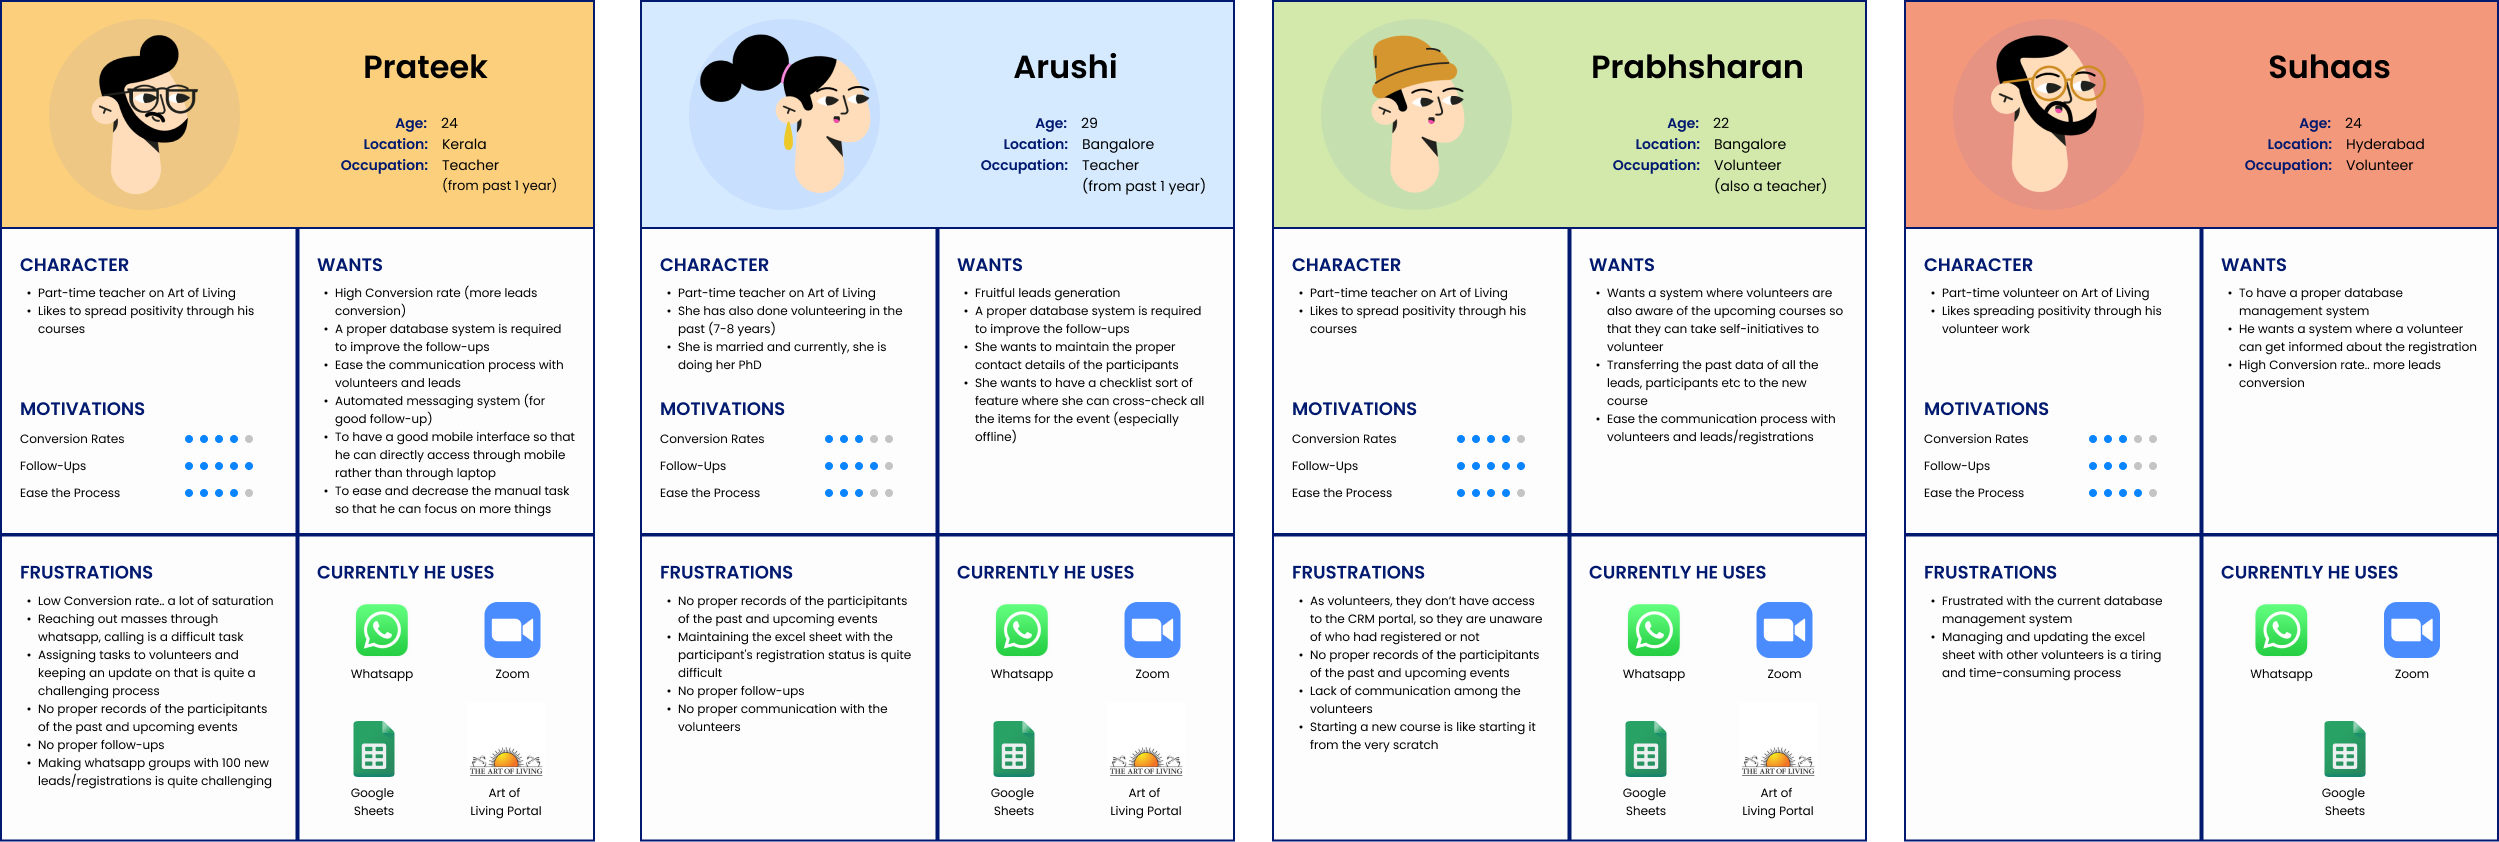 Prateek
Age: 24
Location: Kerala
Occupation: Teacher
(from past 1 year)
CHARACTER
• Part-time teacher on Art of Living
• Likes to spread positivity through his
courses
MOTIVATIONS
Conversion Rates
Follow-Ups
Ease the Process
WANTS
• High Conversion rate (more leads
conversion)
• A proper database system is required
to improve the follow-ups
• Ease the communication process with
volunteers and leads
• Automated messaging system (for
good follow-up)
• To have a good mobile interface so that
he can directly access through mobile
rather than through laptop
• To ease and decrease the manual task
so that he can focus on more things
FRUSTRATIONS
• Low Conversion rate.. a lot of saturation
• Reaching out masses through
whatsapp, calling is a difficult task
• Assigning tasks to volunteers and
keeping an update on that is quite a
challenging process
• No proper records of the participitants
of the past and upcoming events
• No proper follow-ups
• Making whatsapp groups with 100 new
leads/registrations is quite challenging
CURRENTLY HE USES
Whatsapp
Zoom
THE ART OF LIVING
Google
Sheets
Art of
Living Portal
Arushi
Age: 29
Location: Bangalore
Occupation: Teacher
(from past 1 year)
CHARACTER
• Part-time teacher on Art of Living
• She has also done volunteering in the
past (7-8 years)
• She is married and currently, she is
doing her PhD
MOTIVATIONS
Conversion Rates
Follow-Ups
Ease the Process
WANTS
• Fruitful leads generation
• A proper database system is required
to improve the follow-ups
• She wants to maintain the proper
contact details of the participants
• She wants to have a checklist sort of
feature where she can cross-check all
the items for the event (especially
offline)
FRUSTRATIONS
• No proper records of the participitants
of the past and upcoming events
• Maintaining the excel sheet with the
participant's registration status is quite
difficult
• No proper follow-ups
• No proper communication with the
volunteers
CURRENTLY HE USES
Whatsapp
Zoom
THE ART OF LIVING
Google
Sheets
Art of
Living Portal
Prabhsharan
Age: 22
Location: Bangalore
Occupation: Volunteer
(also a teacher)
CHARACTER
• Part-time teacher on Art of Living
• Likes to spread positivity through his
courses
MOTIVATIONS
Conversion Rates
Follow-Ups
Ease the Process
WANTS
• Wants a system where volunteers are
also aware of the upcoming courses so
that they can take self-initiatives to
volunteer
• Transferring the past data of all the
leads, participants etc to the new
course
• Ease the communication process with
volunteers and leads/registrations
FRUSTRATIONS
• As volunteers, they don't have access
to the CRM portal, so they are unaware
of who had registered or not
• No proper records of the participitants
of the past and upcoming events
• Lack of communication among the
volunteers
• Starting a new course is like starting it
from the very scratch
CURRENTLY HE USES
Whatsapp
Zoom
THE ART OF LIVING
Google
Sheets
Art of
Living Portal
Suhaas
Age: 24
Location: Hyderabad
Occupation: Volunteer
CHARACTER
• Part-time volunteer on Art of Living
• Likes spreading positivity through his
volunteer work
MOTIVATIONS
Conversion Rates
Follow-Ups
Ease the Process
WANTS
• To have a proper database
management system
• He wants a system where a volunteer
can get informed about the registration
• High Conversion rate.. more leads
conversion
FRUSTRATIONS
• Frustrated with the current database
management system
• Managing and updating the excel
sheet with other volunteers is a tiring
and time-consuming process
CURRENTLY HE USES
Whatsapp
Zoom
Google
Sheets